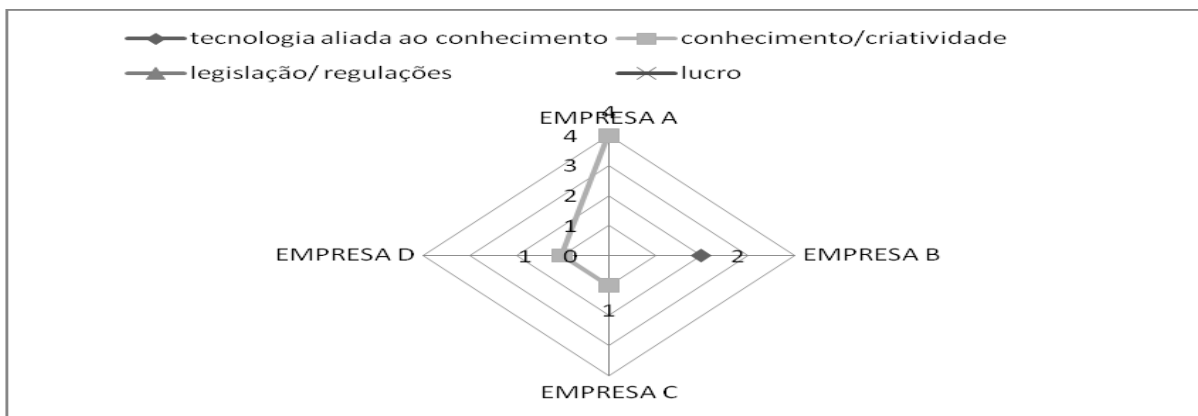 tecnologia aliada ao conhecimento conhecimento/criatividade
legislação/ regulações lucro
4
EMPRESA A
4
3
2
1
EMPRESA D 1 0 2 EMPRESA B
1
EMPRESA C